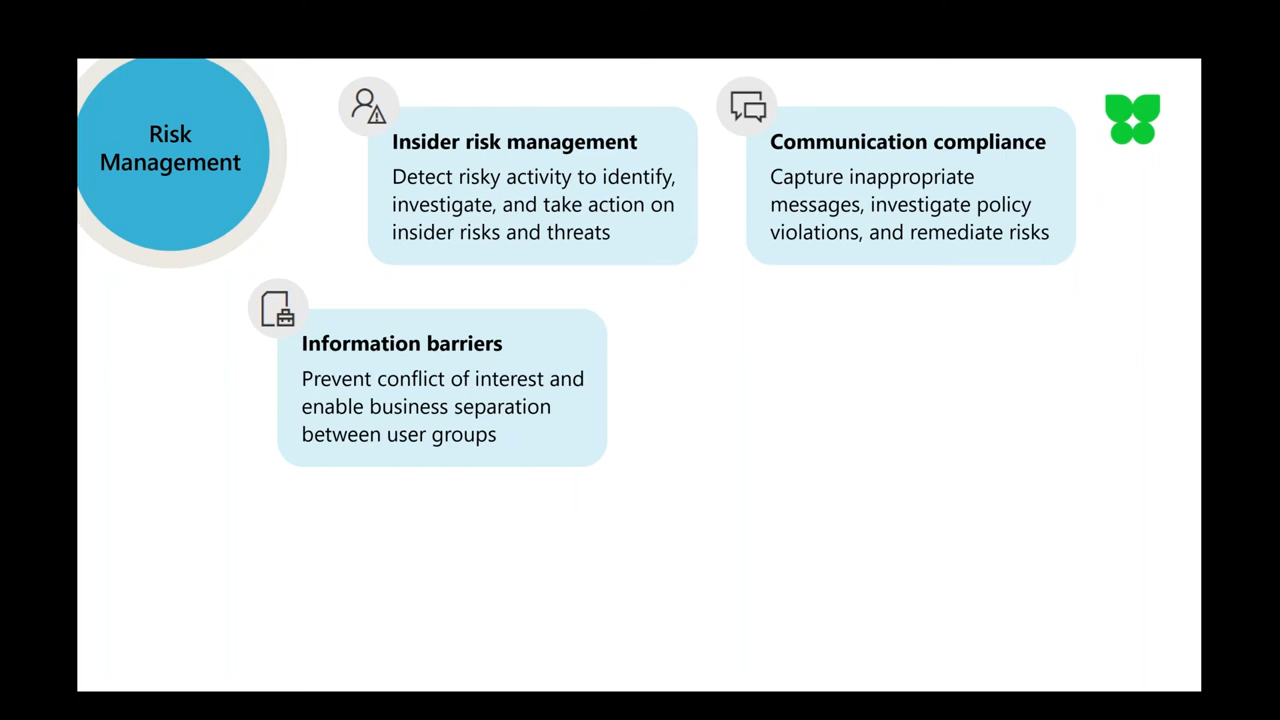 Risk
Management
Insider risk management
Detect risky activity to identify,
investigate, and take action on
insider risks and threats
Communication compliance
Capture inappropriate
messages, investigate policy
violations, and remediate risks
Information barriers
Prevent conflict of interest and
enable business separation
between user groups